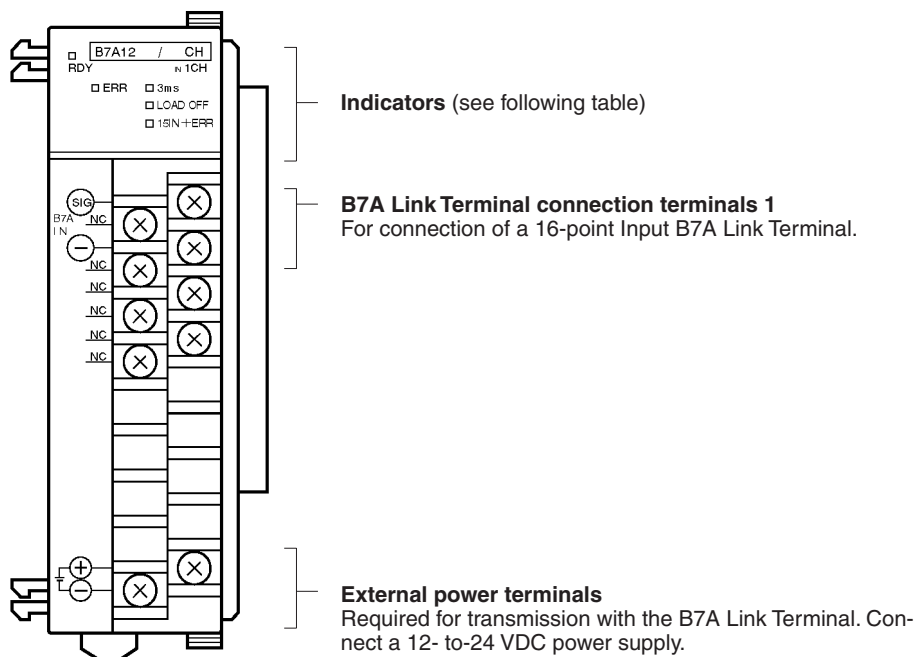 B7A12 / CH
RDY
IN 1CH
ERR
3ms
LOAD OFF
15IN+ERR
Indicators (see following table)
SIG
B7A
IN
NC
−
NC
NC
NC
NC
NC
B7A Link Terminal connection terminals 1
For connection of a 16-point Input B7A Link Terminal.
+
−
External power terminals
Required for transmission with the B7A Link Terminal. Con-
nect a 12- to-24 VDC power supply.